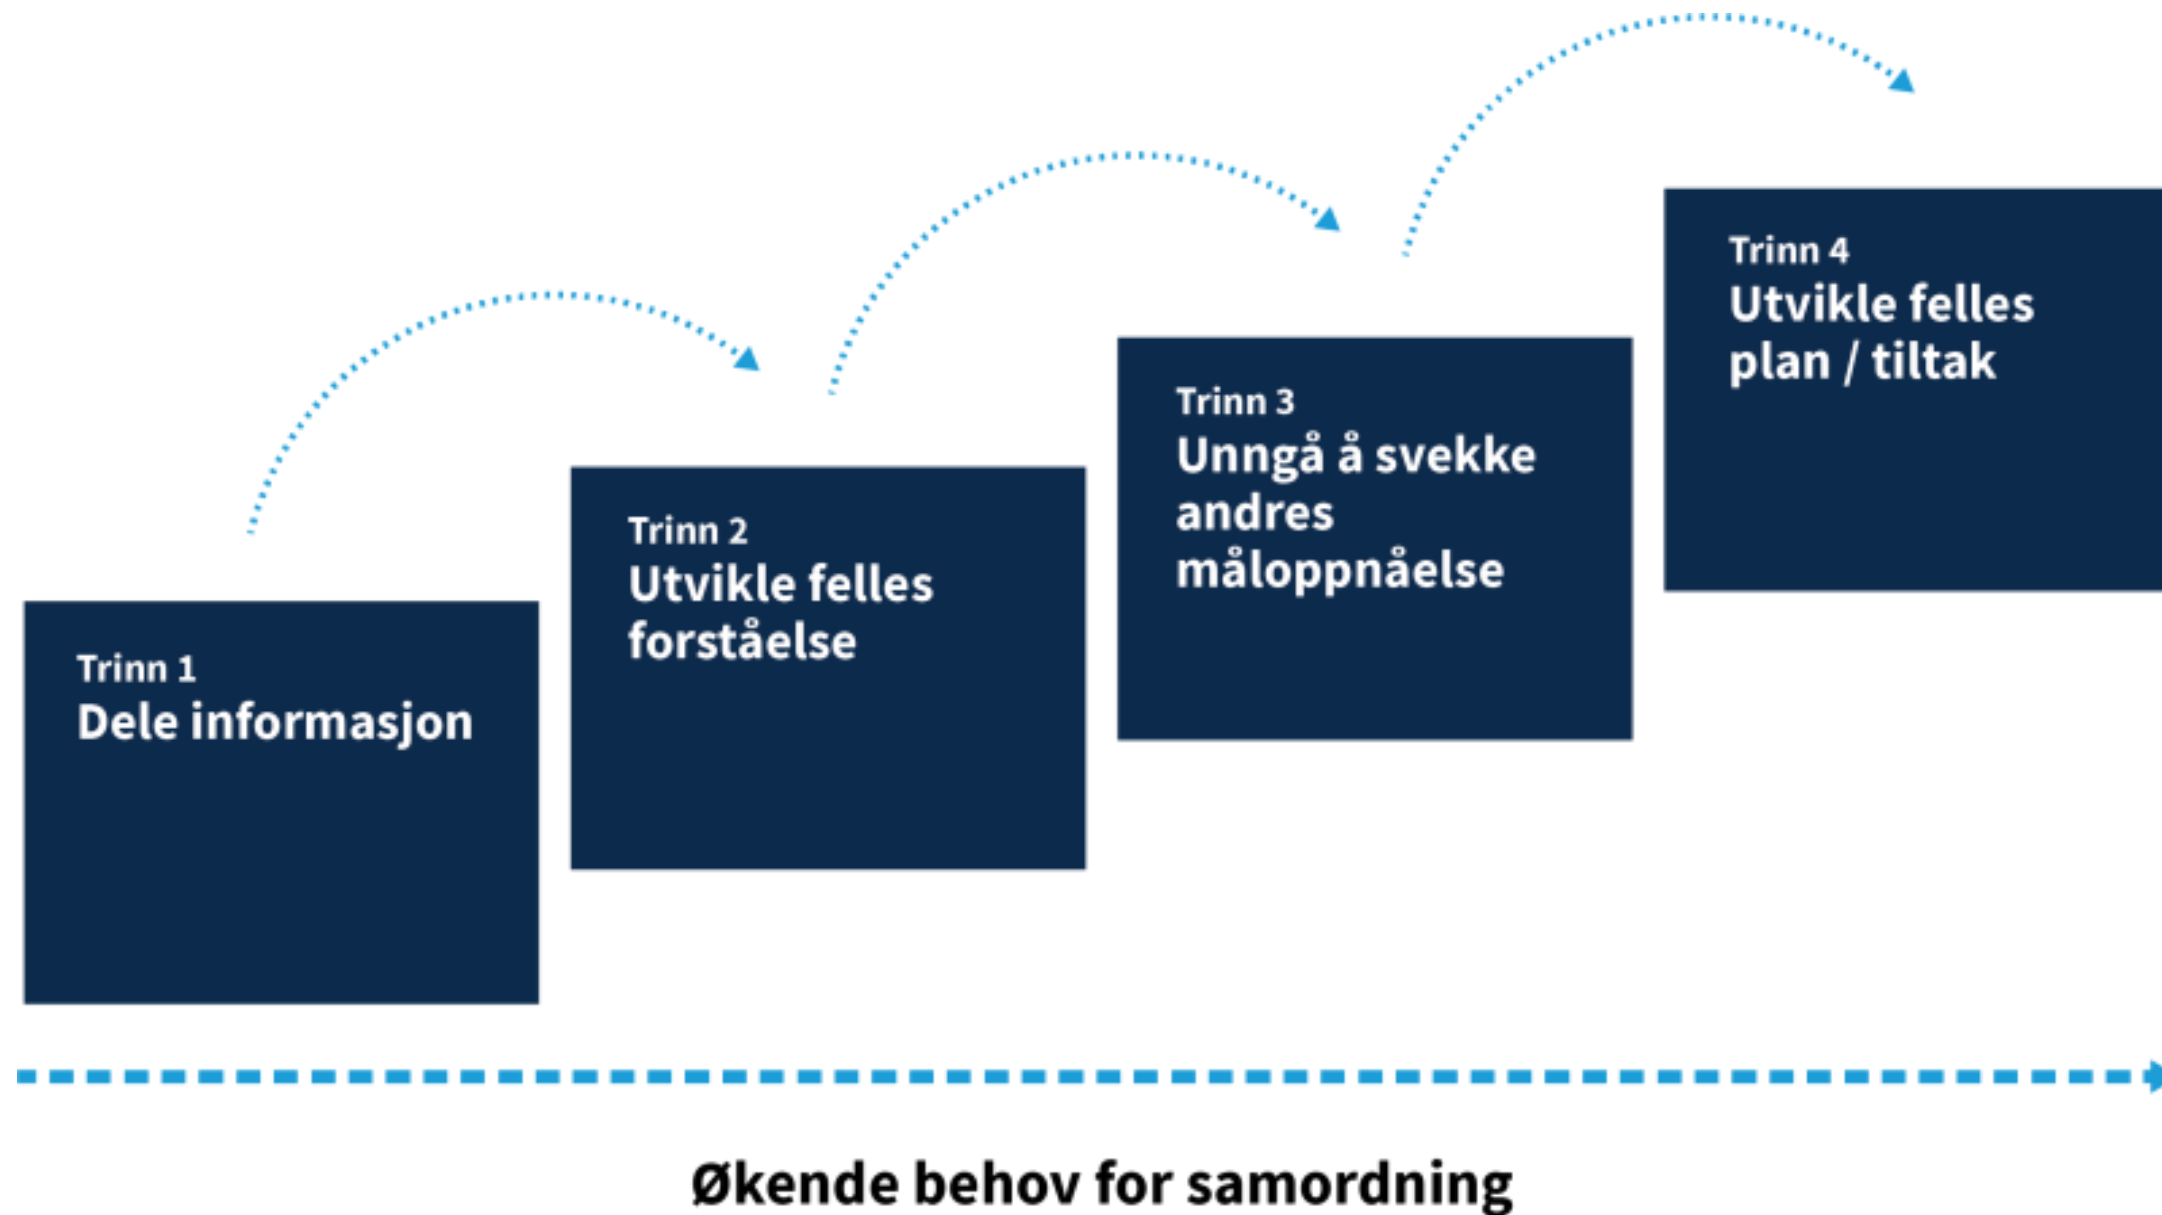 Trinn 1
Dele informasjon
Trinn 2
Utvikle felles
forståelse
Trinn 3
Unngå å svekke
andres
måloppnåelse
Trinn 4
Utvikle felles
plan / tiltak
Økende behov for samordning